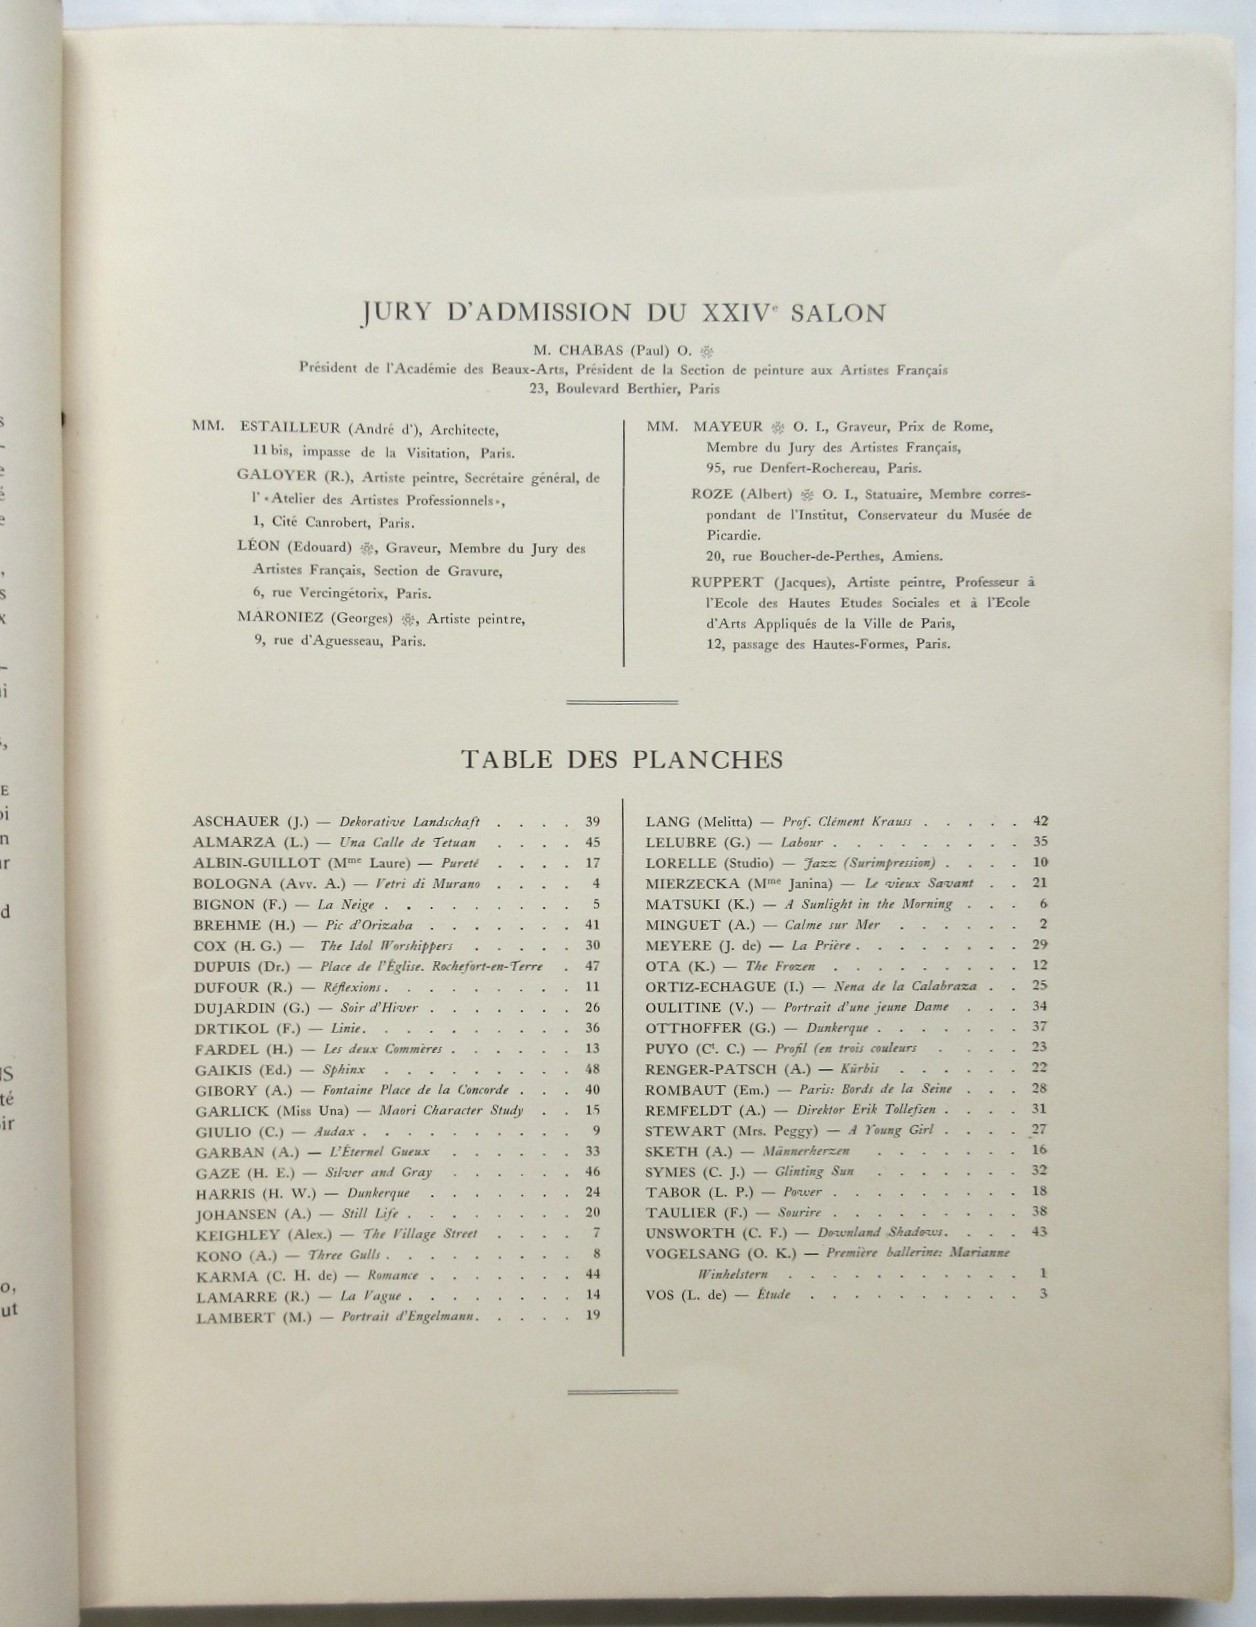 JURY D'ADMISSION DU XXIVe SALON
M. CHABAS (Paul) O. ❉
Président de l'Académie des Beaux-Arts, Président de la Section de peinture aux Artistes Français
23, Boulevard Berthier, Paris
MM. ESTAILLEUR (André d'), Architecte,
11 bis, impasse de la Visitation, Paris.
GALOYER (R.), Artiste peintre, Secrétaire général, de
l' «Atelier des Artistes Professionnels»,
1, Cité Canrobert, Paris.
LÉON (Edouard) ❉, Graveur, Membre du Jury des
Artistes Français, Section de Gravure,
6, rue Vercingétorix, Paris.
MARONIEZ (Georges) ❉, Artiste peintre,
9, rue d'Aguesseau, Paris.
MM. MAYEUR ❉ O. I., Graveur, Prix de Rome,
Membre du Jury des Artistes Français,
95, rue Denfert-Rochereau, Paris.
ROZE (Albert) ❉ O. I., Statuaire, Membre corres-
pondant de l'Institut, Conservateur du Musée de
Picardie.
20, rue Boucher-de-Perthes, Amiens.
RUPPERT (Jacques), Artiste peintre, Professeur à
l'Ecole des Hautes Etudes Sociales et à l'Ecole
d'Arts Appliqués de la Ville de Paris,
12, passage des Hautes-Formes, Paris.
TABLE DES PLANCHES
ASCHAUER (J.) — Dekorative Landschaft . . . . 39
ALMARZA (L.) — Una Calle de Tetuan . . . . 45
ALBIN-GUILLOT (Mme Laure) — Pureté . . . . 17
BOLOGNA (Avv. A.) — Vetri di Murano . . . . 4
BIGNON (F.) — La Neige . . . . . . . . . 5
BREHME (H.) — Pic d'Orizaba . . . . . . . 41
COX (H. G.) — The Idol Worshippers . . . . . 30
DUPUIS (Dr.) — Place de l'Église. Rochefort-en-Terre . 47
DUFOUR (R.) — Réflexions . . . . . . . . . 11
DUJARDIN (G.) — Soir d'Hiver . . . . . . . 26
DRTIKOL (F.) — Linie. . . . . . . . . . 36
FARDEL (H.) — Les deux Commères . . . . . . 13
GAIKIS (Ed.) — Sphinx . . . . . . . . . 48
GIBORY (A.) — Fontaine Place de la Concorde . . . 40
GARLICK (Miss Una) — Maori Character Study . . 15
GIULIO (C.) — Audax . . . . . . . . . . 9
GARBAN (A.) — L'Éternel Gueux . . . . . . 33
GAZE (H. E.) — Silver and Gray . . . . . . 46
HARRIS (H. W.) — Dunkerque . . . . . . . 24
JOHANSEN (A.) — Still Life . . . . . . . . 20
KEIGHLEY (Alex.) — The Village Street . . . . 7
KONO (A.) — Three Gulls . . . . . . . . . 8
KARMA (C. H. de) — Romance . . . . . . . 44
LAMARRE (R.) — La Vague . . . . . . . . 14
LAMBERT (M.) — Portrait d'Engelmann. . . . . 19
LANG (Melitta) — Prof. Clément Krauss . . . . . 42
LELUBRE (G.) — Labour . . . . . . . . . 35
LORELLE (Studio) — Jazz (Surimpression) . . . . 10
MIERZECKA (Mme Janina) — Le vieux Savant . . 21
MATSUKI (K.) — A Sunlight in the Morning . . . 6
MINGUET (A.) — Calme sur Mer . . . . . . 2
MEYERE (J. de) — La Prière . . . . . . . . 29
OTA (K.) — The Frozen . . . . . . . . . 12
ORTIZ-ECHAGUE (I.) — Nena de la Calabraza . . 25
OULITINE (V.) — Portrait d'une jeune Dame . . . 34
OTTHOFFER (G.) — Dunkerque . . . . . . . 37
PUYO (Ct. C.) — Profil (en trois couleurs . . . . 23
RENGER-PATSCH (A.) — Kürbis . . . . . . 22
ROMBAUT (Em.) — Paris: Bords de la Seine . . . 28
REMFELDT (A.) — Direktor Erik Tollefsen . . . . 31
STEWART (Mrs. Peggy) — A Young Girl . . . . 27
SKETH (A.) — Männerherzen . . . . . . . 16
SYMES (C. J.) — Glinting Sun . . . . . . . 32
TABOR (L. P.) — Power . . . . . . . . . 18
TAULIER (F.) — Sourire . . . . . . . . . 38
UNSWORTH (C. F.) — Downland Shadows. . . . 43
VOGELSANG (O. K.) — Première ballerine: Marianne
Winhelstern . . . . . . . . . . . 1
VOS (L. de) — Étude . . . . . . . . . . 3